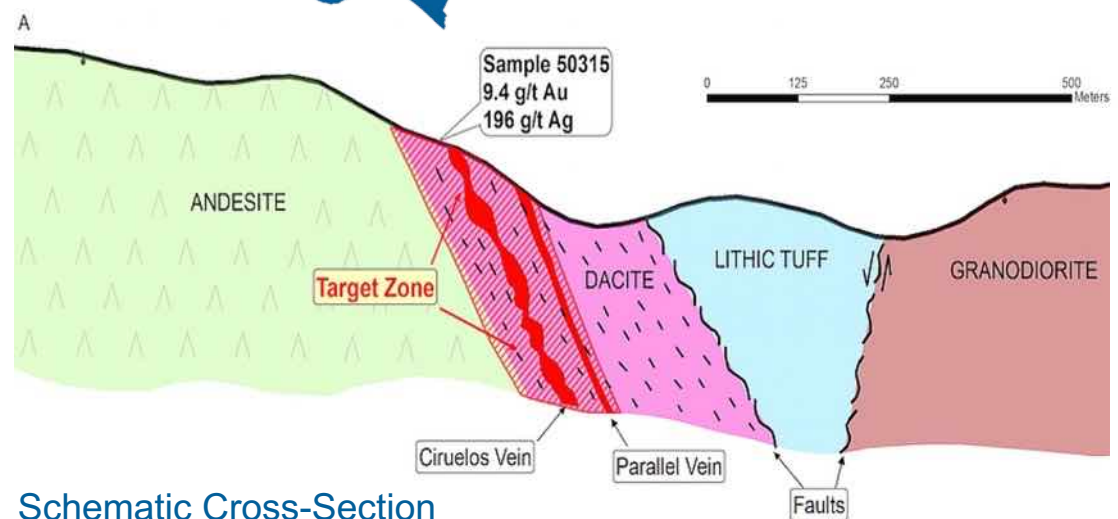 A
Sample 50315
9.4 g/t Au
196 g/t Ag
0 125 250 500
Meters
ANDESITE
Target Zone
DACITE
LITHIC TUFF
GRANODIORITE
Ciruelos Vein
Parallel Vein
Faults
Schematic Cross-Section